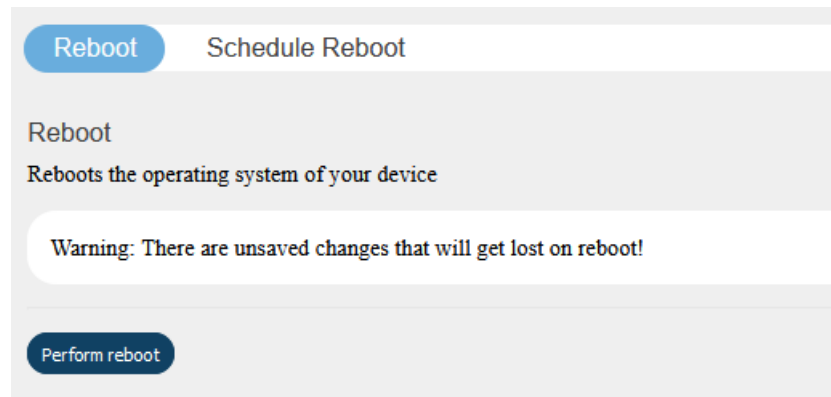 Reboot Schedule Reboot
Reboot
Reboots the operating system of your device
Warning: There are unsaved changes that will get lost on reboot!
Perform reboot